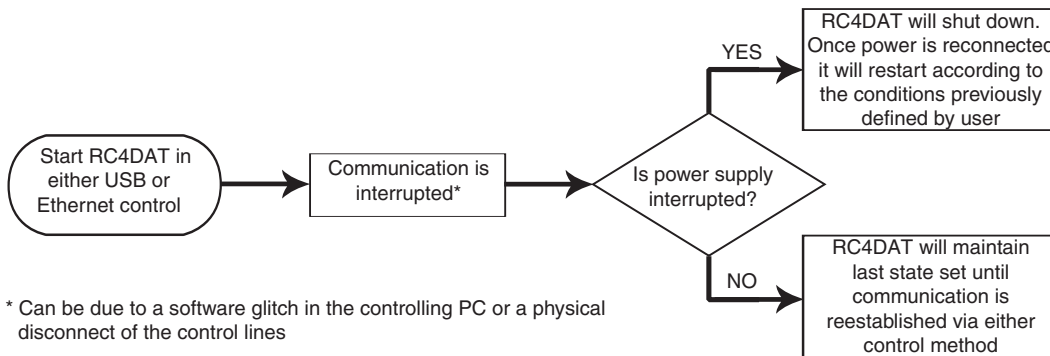 Start RC4DAT in
either USB or
Ethernet control
Communication is
interrupted*
Is power supply
interrupted?
YES
RC4DAT will shut down.
Once power is reconnected
it will restart according to
the conditions previously
defined by user
NO
RC4DAT will maintain
last state set until
communication is
reestablished via either
control method
* Can be due to a software glitch in the controlling PC or a physical
disconnect of the control lines